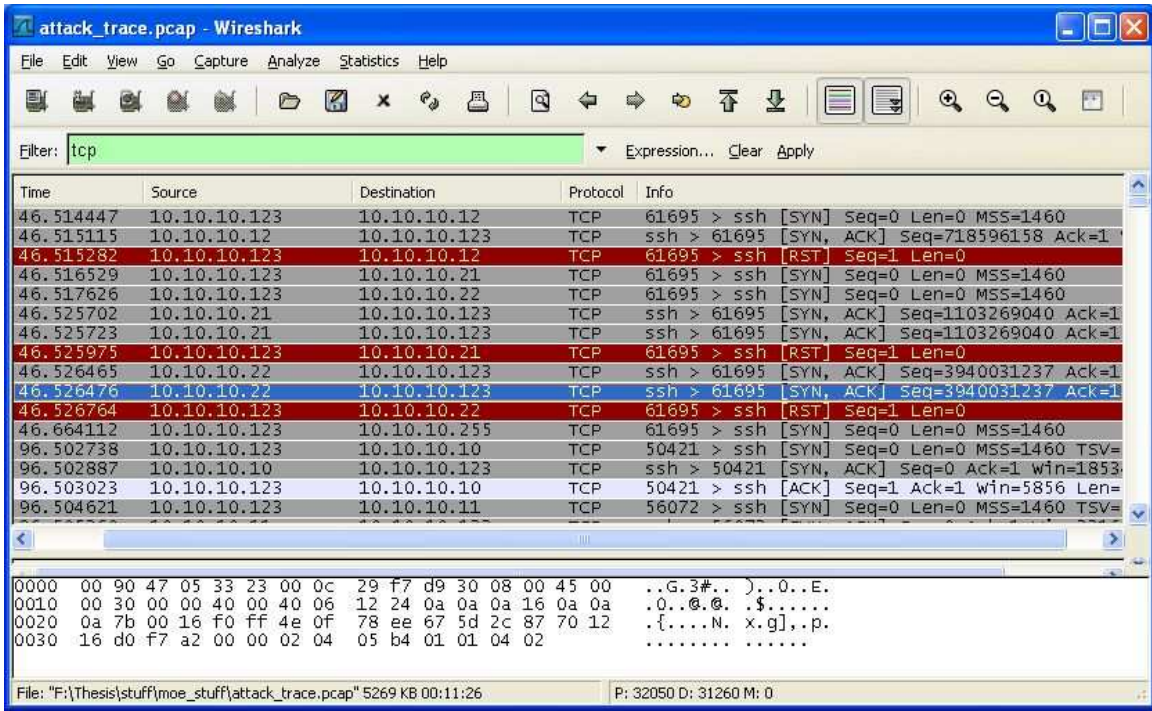 attack_trace.pcap - Wireshark
File Edit View Go Capture Analyze Statistics Help
Filter: tcp Expression... Clear Apply
Time Source Destination Protocol Info
46.514447 10.10.10.123 10.10.10.12 TCP 61695 > ssh [SYN] Seq=0 Len=0 MSS=1460
46.515115 10.10.10.12 10.10.10.123 TCP ssh > 61695 [SYN, ACK] Seq=718596158 Ack=1
46.515282 10.10.10.123 10.10.10.12 TCP 61695 > ssh [RST] Seq=1 Len=0
46.516529 10.10.10.123 10.10.10.21 TCP 61695 > ssh [SYN] Seq=0 Len=0 MSS=1460
46.517626 10.10.10.123 10.10.10.22 TCP 61695 > ssh [SYN] Seq=0 Len=0 MSS=1460
46.525702 10.10.10.21 10.10.10.123 TCP ssh > 61695 [SYN, ACK] Seq=1103269040 Ack=1
46.525723 10.10.10.21 10.10.10.123 TCP ssh > 61695 [SYN, ACK] Seq=1103269040 Ack=1
46.525975 10.10.10.123 10.10.10.21 TCP 61695 > ssh [RST] Seq=1 Len=0
46.526465 10.10.10.22 10.10.10.123 TCP ssh > 61695 [SYN, ACK] Seq=3940031237 Ack=1
46.526476 10.10.10.22 10.10.10.123 TCP ssh > 61695 [SYN, ACK] Seq=3940031237 Ack=1
46.526764 10.10.10.123 10.10.10.22 TCP 61695 > ssh [RST] Seq=1 Len=0
46.664112 10.10.10.123 10.10.10.255 TCP 61695 > ssh [SYN] Seq=0 Len=0 MSS=1460
96.502738 10.10.10.123 10.10.10.10 TCP 50421 > ssh [SYN] Seq=0 Len=0 MSS=1460 TSV=
96.502887 10.10.10.10 10.10.10.123 TCP ssh > 50421 [SYN, ACK] Seq=0 Ack=1 Win=1853
96.503023 10.10.10.123 10.10.10.10 TCP 50421 > ssh [ACK] Seq=1 Ack=1 Win=5856 Len=
96.504621 10.10.10.123 10.10.10.11 TCP 56072 > ssh [SYN] Seq=0 Len=0 MSS=1460 TSV=
0000 00 90 47 05 33 23 00 0c 29 f7 d9 30 08 00 45 00 ..G.3#.. )..0..E.
0010 00 30 00 00 40 00 40 06 12 24 0a 0a 0a 16 0a 0a .0..@.@. .$......
0020 0a 7b 00 16 f0 ff 4e 0f 78 ee 67 5d 2c 87 70 12 .{....N. x.g],.p.
0030 16 d0 f7 a2 00 00 02 04 05 b4 01 01 04 02 ........ ......
File: "F:\Thesis\stuff\moe_stuff\attack_trace.pcap" 5269 KB 00:11:26 P: 32050 D: 31260 M: 0